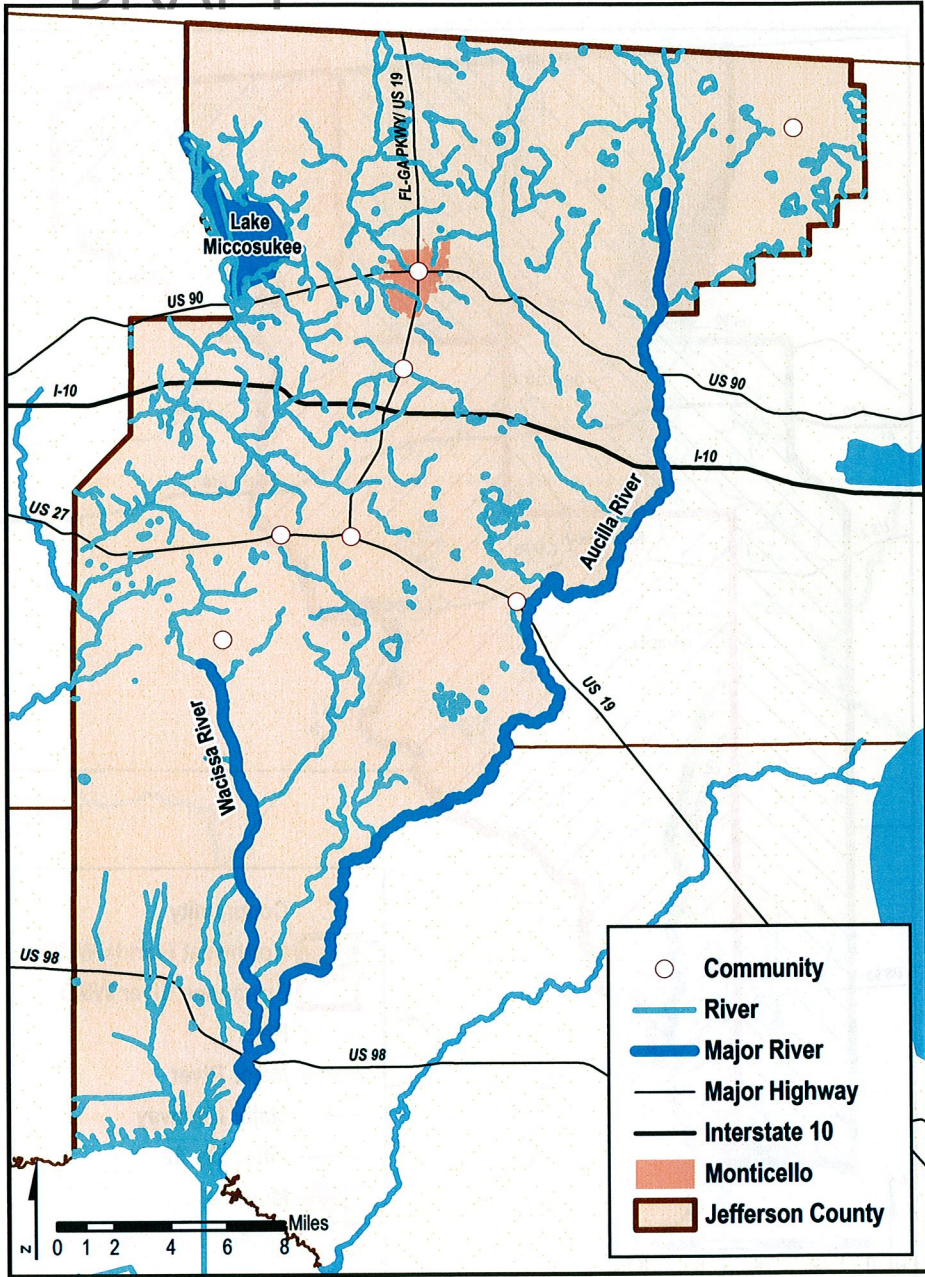 DRAFT
FL-GA PKWY/ US 19
Lake
Miccosukee
US 90
I-10
US 90
I-10
US 27
Aucilla River
US 19
Wacissa River
US 98
US 98
Community
River
Major River
Major Highway
Interstate 10
Monticello
Jefferson County
N
Miles
0 1 2 4 6 8